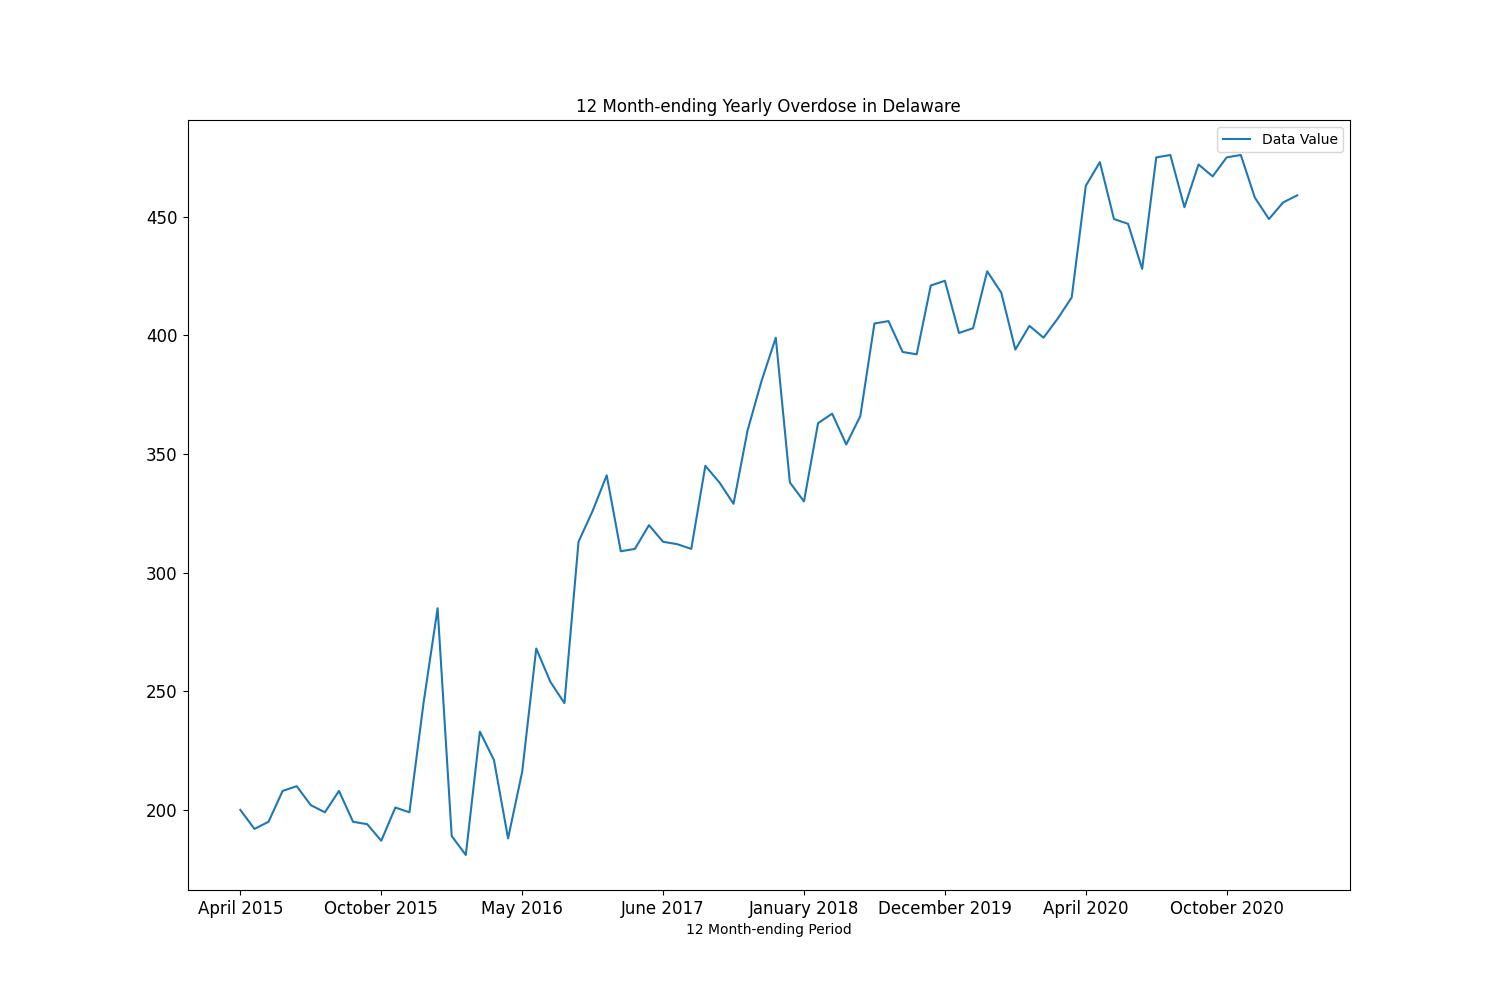 12 Month-ending Yearly Overdose in Delaware
Data Value
450
400
350
300
250
200
April 2015 October 2015 May 2016 June 2017 January 2018 December 2019 April 2020 October 2020
12 Month-ending Period